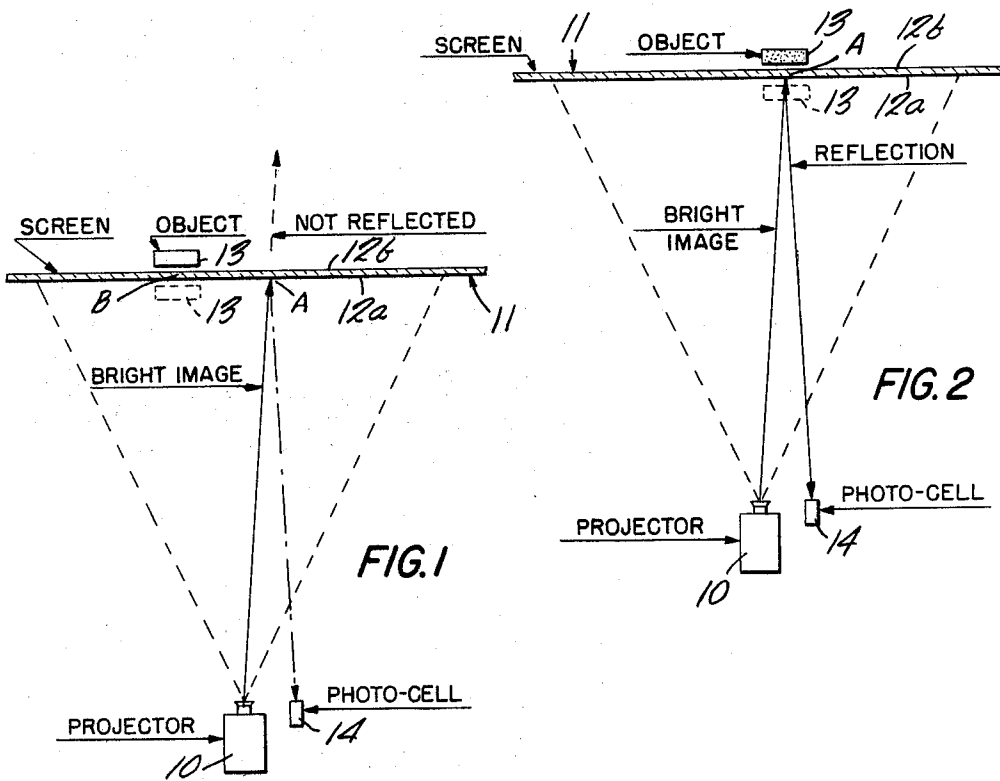 SCREEN
OBJECT
13
NOT REFLECTED
12b
B
13
A
12a
11
BRIGHT IMAGE
FIG.1
PHOTO-CELL
PROJECTOR
14
10
SCREEN
11
OBJECT
13
A
12b
13
12a
REFLECTION
BRIGHT
IMAGE
FIG.2
PHOTO-CELL
PROJECTOR
14
10